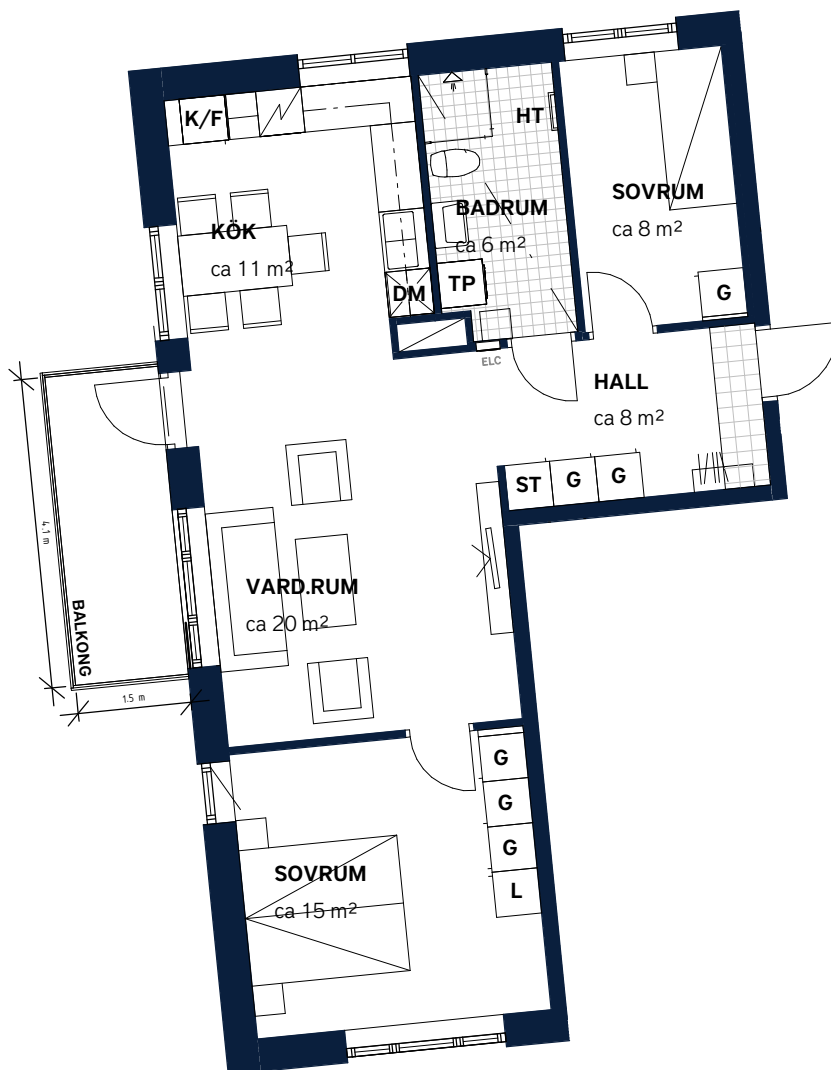 K/F
HT
SOVRUM
ca 8 m²
BADRUM
ca 6 m²
KÖK
ca 11 m²
TP
DM
G
ELC
HALL
ca 8 m²
ST
G
G
4.1 m
BALKONG
1.5 m
VARD.RUM
ca 20 m²
G
G
G
L
SOVRUM
ca 15 m²